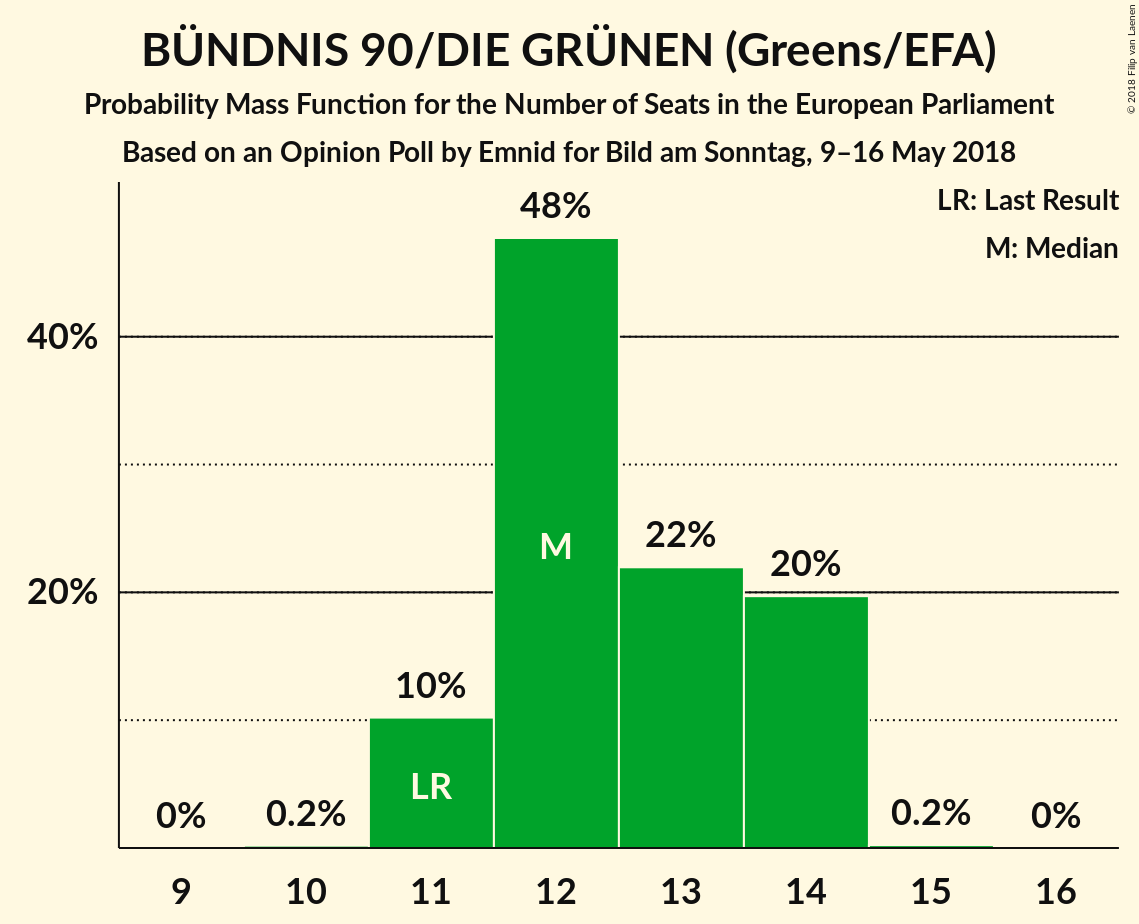 BÜNDNIS 90/DIE GRÜNEN (Greens/EFA)
Probability Mass Function for the Number of Seats in the European Parliament
Based on an Opinion Poll by Emnid for Bild am Sonntag, 9–16 May 2018
© 2018 Filip van Laenen
LR: Last Result
M: Median
48%
40%
M
22%
20%
20%
10%
LR
0%
0.2%
0.2%
0%
9 10 11 12 13 14 15 16